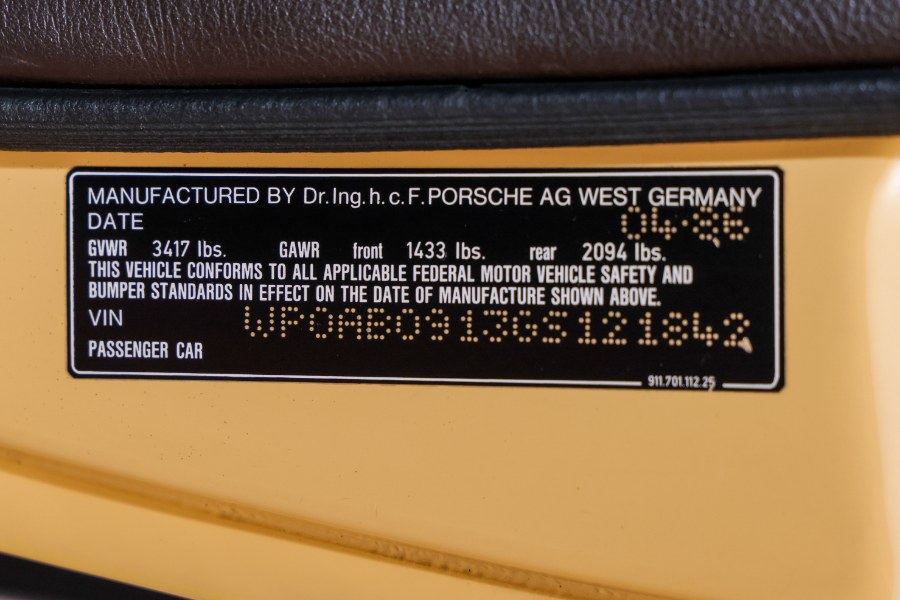 MANUFACTURED BY Dr.Ing.h.c.F.PORSCHE AG WEST GERMANY
DATE 04·86
GVWR 3417 lbs. GAWR front 1433 lbs. rear 2094 lbs.
THIS VEHICLE CONFORMS TO ALL APPLICABLE FEDERAL MOTOR VEHICLE SAFETY AND
BUMPER STANDARDS IN EFFECT ON THE DATE OF MANUFACTURE SHOWN ABOVE.
VIN WP0AB0913GS121842
PASSENGER CAR
911.701.112.25